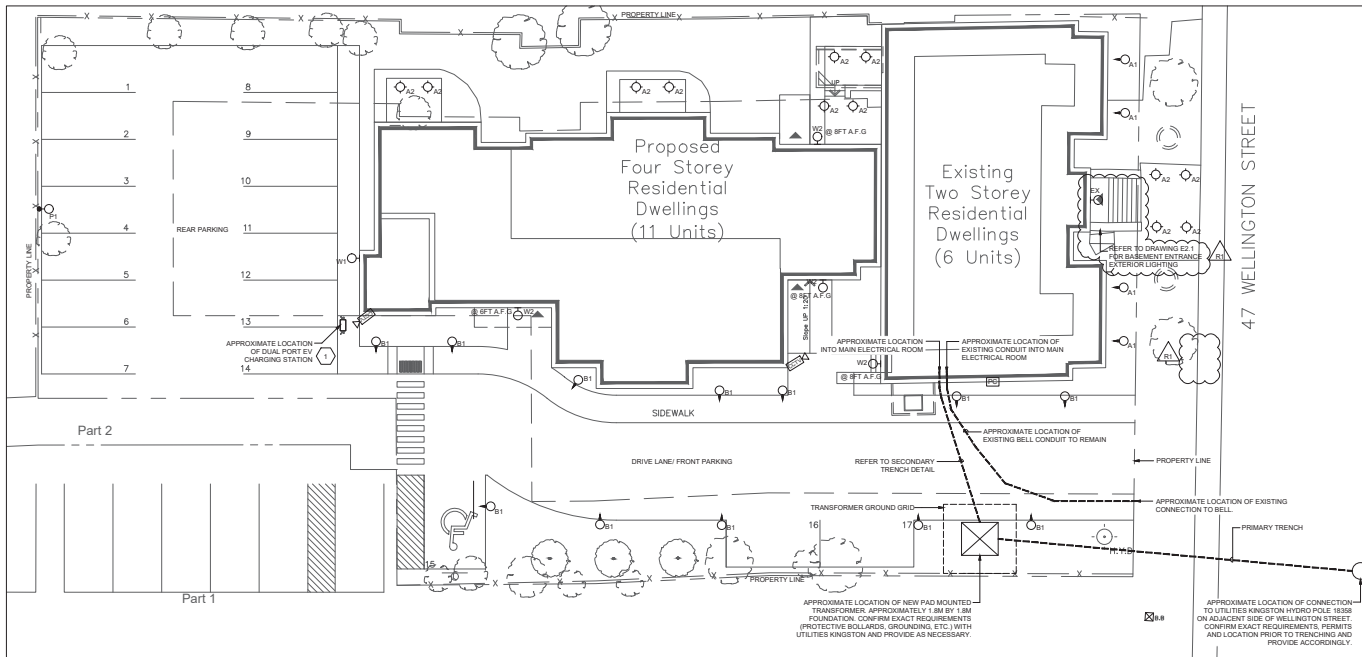 PROPERTY LINE
1
2
3
4
5
6
7
8
9
10
11
12
13
14
REAR PARKING
PROPERTY LINE
P1
W1
A2
A2
A2
A2
A2
A2
A2
A2
UP
W2
@ 8FT A.F.G
Proposed
Four Storey
Residential
Dwellings
(11 Units)
Existing
Two Storey
Residential
Dwellings
(6 Units)
A1
A1
A2
A2
A2
A2
EX
REFER TO DRAWING E2.1
FOR BASEMENT ENTRANCE
EXTERIOR LIGHTING
R1
A1
A1
R1
47 WELLINGTON STREET
@ 6FT A.F.G
W2
@ 8FT A.F.G
Slope UP 1:20
APPROXIMATE LOCATION
OF DUAL PORT EV
CHARGING STATION
1
B1
B1
B1
B1
B1
APPROXIMATE LOCATION
INTO MAIN ELECTRICAL ROOM
APPROXIMATE LOCATION OF
EXISTING CONDUIT INTO MAIN
ELECTRICAL ROOM
W2
@ 8FT A.F.G
B1
B1
SIDEWALK
DRIVE LANE/ FRONT PARKING
APPROXIMATE LOCATION OF
EXISTING BELL CONDUIT TO REMAIN
REFER TO SECONDARY
TRENCH DETAIL
PROPERTY LINE
APPROXIMATE LOCATION OF EXISTING
CONNECTION TO BELL.
TRANSFORMER GROUND GRID
PRIMARY TRENCH
Part 2
Part 1
B1
B1
B1
B1
B1
15
16
17
PROPERTY LINE
APPROXIMATE LOCATION OF NEW PAD MOUNTED
TRANSFORMER. APPROXIMATELY 1.8M BY 1.8M
FOUNDATION. CONFIRM EXACT REQUIREMENTS
(PROTECTIVE BOLLARDS, GROUNDING, ETC.) WITH
UTILITIES KINGSTON AND PROVIDE AS NECESSARY.
APPROXIMATE LOCATION OF CONNECTION
TO UTILITIES KINGSTON HYDRO POLE 18358
ON ADJACENT SIDE OF WELLINGTON STREET.
CONFIRM EXACT REQUIREMENTS, PERMITS
AND LOCATION PRIOR TO TRENCHING AND
PROVIDE ACCORDINGLY.